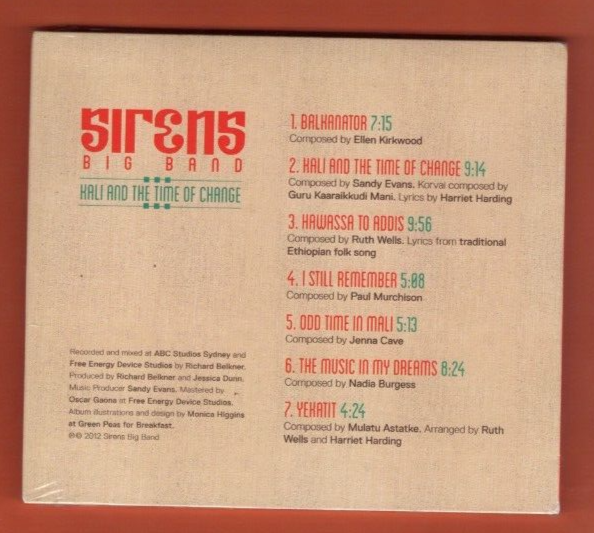 SIRENS
BIG BAND
KALI AND THE TIME OF CHANGE
1. BALKANATOR 7:15
Composed by Ellen Kirkwood
2. KALI AND THE TIME OF CHANGE 9:14
Composed by Sandy Evans. Korvai composed by
Guru Kaaraikkudi Mani. Lyrics by Harriet Harding
3. HAWASSA TO ADDIS 9:56
Composed by Ruth Wells. Lyrics from traditional
Ethiopian folk song
4. I STILL REMEMBER 5:08
Composed by Paul Murchison
5. ODD TIME IN MALI 5:13
Composed by Jenna Cave
6. THE MUSIC IN MY DREAMS 8:24
Composed by Nadia Burgess
7. YEKATIT 4:24
Composed by Mulatu Astatke. Arranged by Ruth
Wells and Harriet Harding
Recorded and mixed at ABC Studios Sydney and
Free Energy Device Studios by Richard Belkner.
Produced by Richard Belkner and Jessica Dunn.
Music Producer Sandy Evans. Mastered by
Oscar Gaona at Free Energy Device Studios.
Album illustrations and design by Monica Higgins
at Green Peas for Breakfast.
℗© 2012 Sirens Big Band